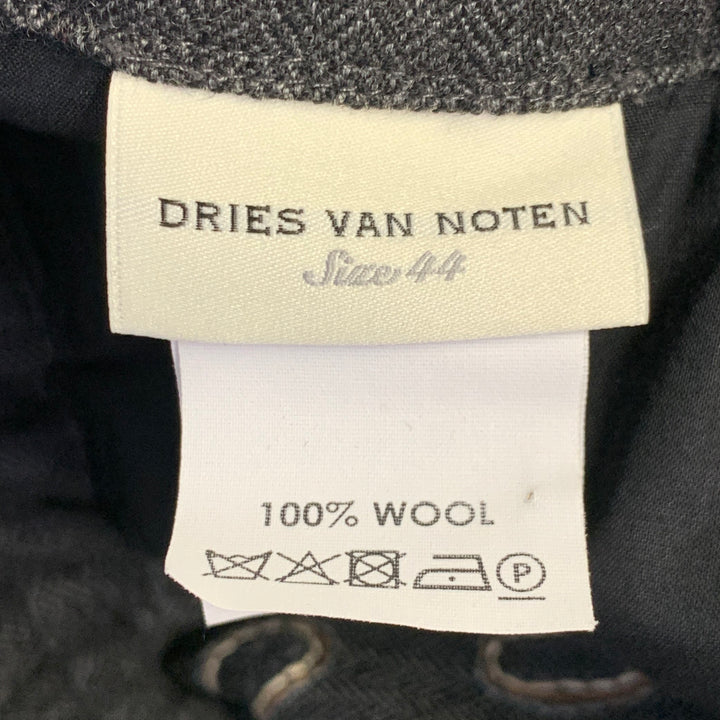 DRIES VAN NOTEN
Size 44
100% WOOL
P